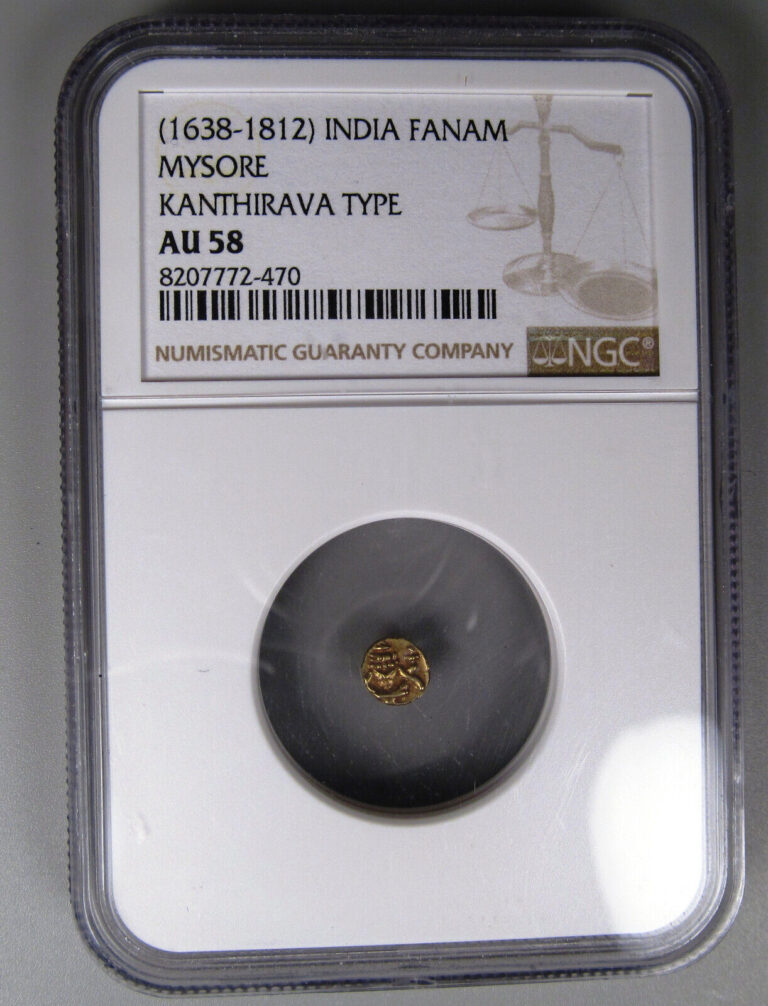 (1638-1812) INDIA FANAM
MYSORE
KANTHIRAVA TYPE
AU 58
8207772-470
NUMISMATIC GUARANTY COMPANY NGC®